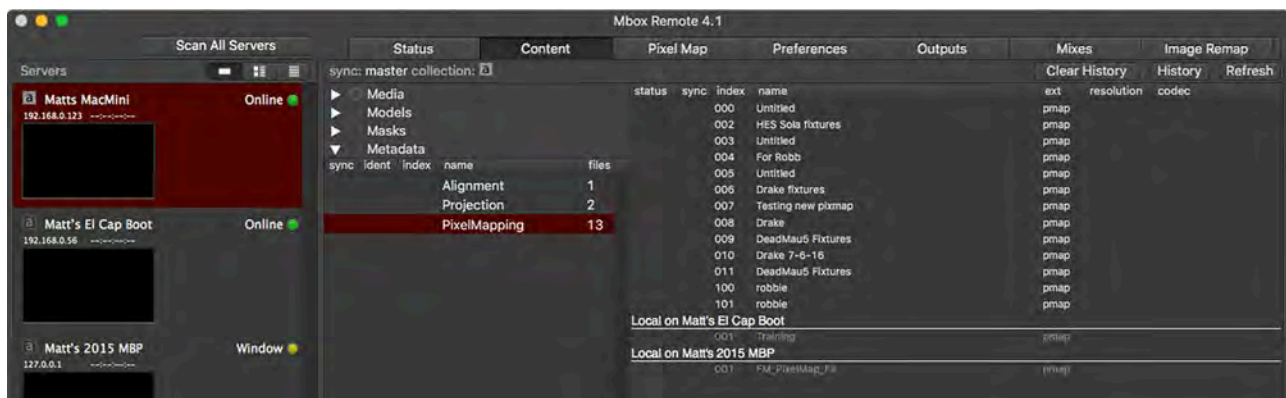 Mbox Remote 4.1
Scan All Servers
Status Content Pixel Map Preferences Outputs Mixes Image Remap
Servers
sync: master collection: a
Clear History History Refresh
a Matts MacMini Online
192.168.0.123 --:--:--:--
a Matt's El Cap Boot Online
192.168.0.56 --:--:--:--
a Matt's 2015 MBP Window
127.0.0.1 --:--:--:--
Media
Models
Masks
Metadata
sync ident index name files
Alignment 1
Projection 2
PixelMapping 13
status sync index name ext resolution codec
000 Untitled pmap
002 HES Sola fixtures pmap
003 Untitled pmap
004 For Robb pmap
005 Untitled pmap
006 Drake fixtures pmap
007 Testing new pixmap pmap
008 Drake pmap
009 DeadMau5 Fixtures pmap
010 Drake 7-6-16 pmap
011 DeadMau5 Fixtures pmap
100 robbie pmap
101 robbie pmap
Local on Matt's El Cap Boot
001 Training pmap
Local on Matt's 2015 MBP
001 pmap